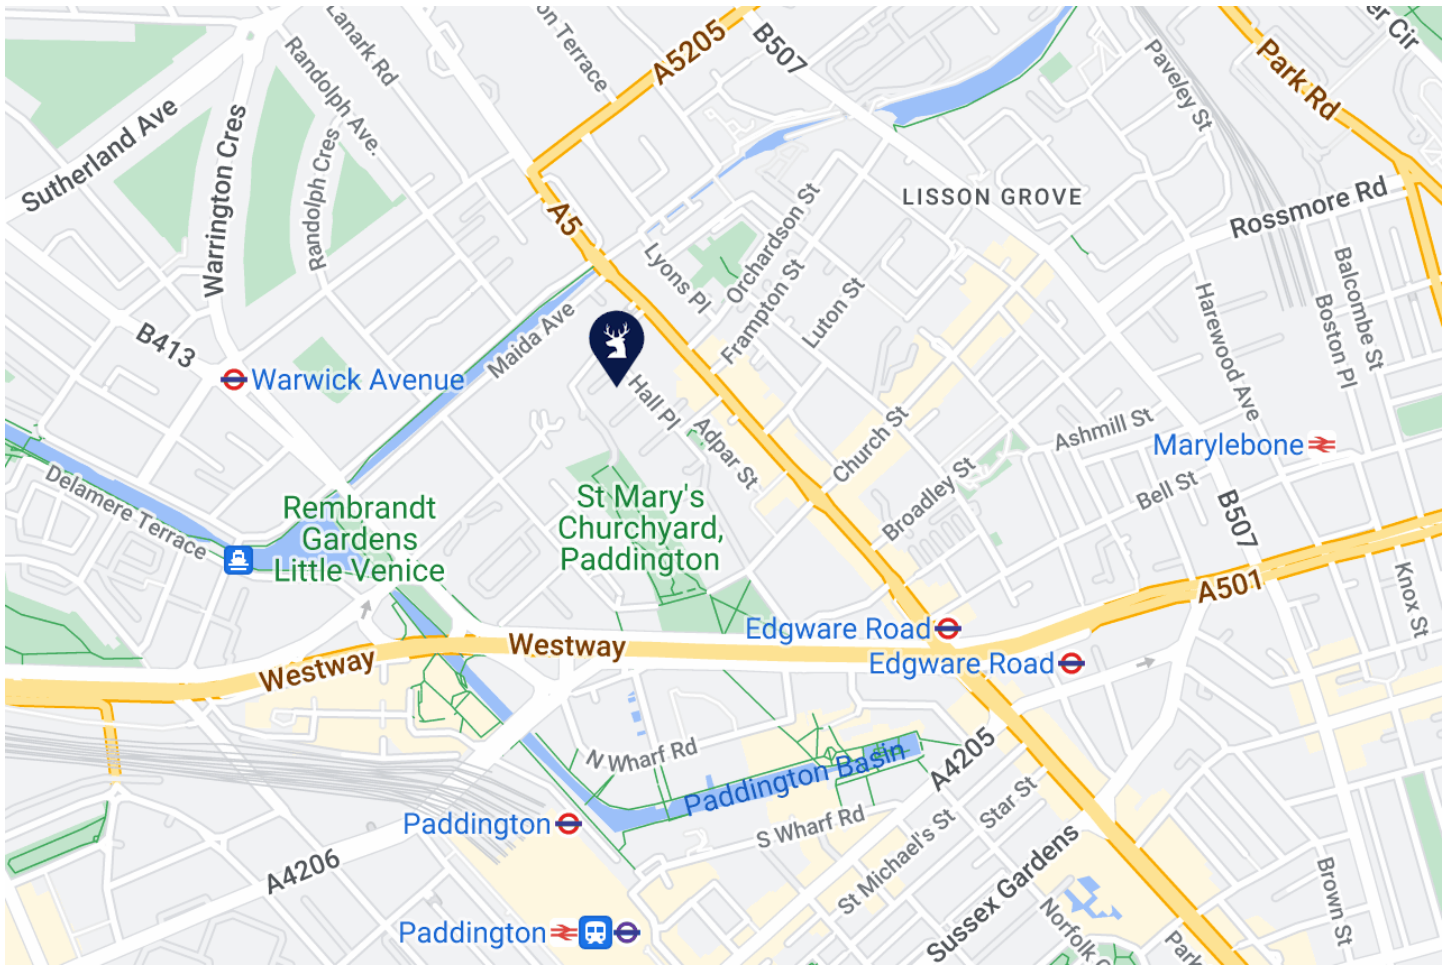 Lanark Rd
on Terrace
A5205
B507
er Cir
Park Rd
Paveley St
Randolph Ave.
Sutherland Ave
Warrington Cres
Randolph Cres
A5
LISSON GROVE
Rossmore Rd
Orchardson St
Lyons Pl
Frampton St
Luton St
Balcombe St
Boston Pl
Harewood Ave
B413
Maida Ave
Warwick Avenue
Hall Pl
Adpar St
Church St
Ashmill St
Marylebone
Broadley St
Bell St
B507
Delamere Terrace
Rembrandt
Gardens
Little Venice
St Mary's
Churchyard,
Paddington
A501
Knox St
Edgware Road
Edgware Road
Westway
Westway
N Wharf Rd
Paddington Basin
A4205
Star St
S Wharf Rd
St Michael's St
Sussex Gardens
Paddington
A4206
Paddington
Norfolk
Park
Brown St